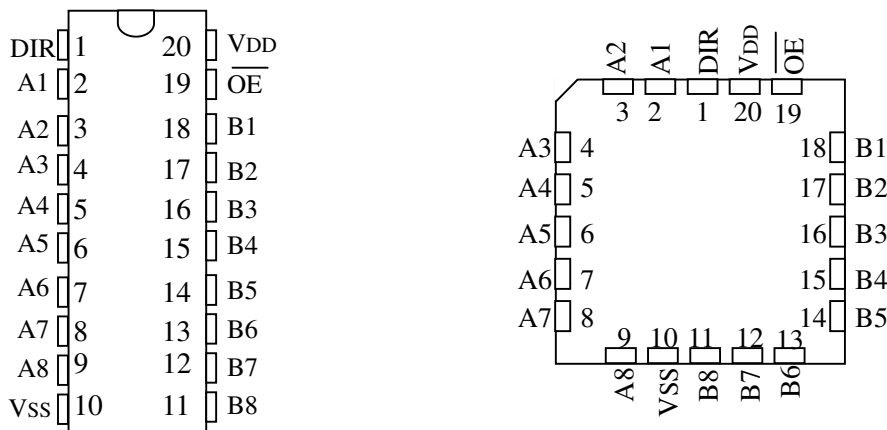 DIR 1 20 VDD
A1 2 19 OE
A2 3 18 B1
A3 4 17 B2
A4 5 16 B3
A5 6 15 B4
A6 7 14 B5
A7 8 13 B6
A8 9 12 B7
VSS 10 11 B8
A2 A1 DIR VDD OE
3 2 1 20 19
A3 4 18 B1
A4 5 17 B2
A5 6 16 B3
A6 7 15 B4
A7 8 14 B5
9 10 11 12 13
A8 VSS B8 B7 B6